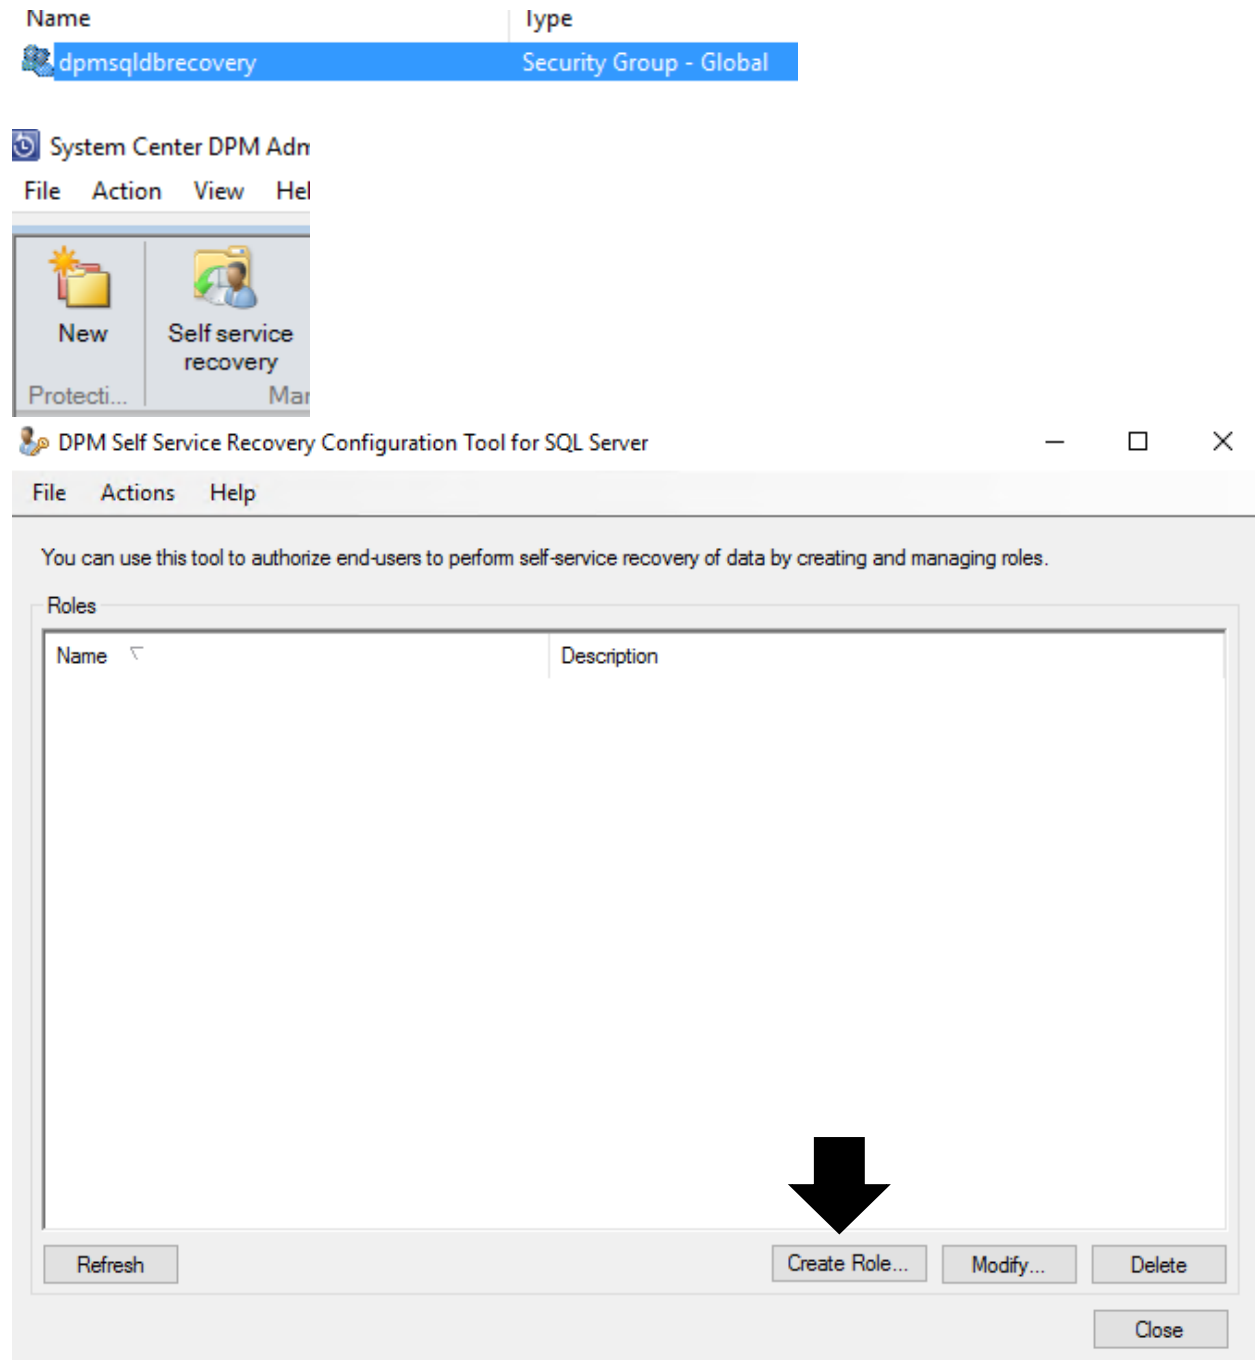 Name Type
dpmsqldbrecovery Security Group - Global
System Center DPM Adm
File Action View Hel
New Self service
recovery
Protecti... Mar
DPM Self Service Recovery Configuration Tool for SQL Server
File Actions Help
You can use this tool to authorize end-users to perform self-service recovery of data by creating and managing roles.
Roles
Name Description
Refresh Create Role... Modify... Delete
Close